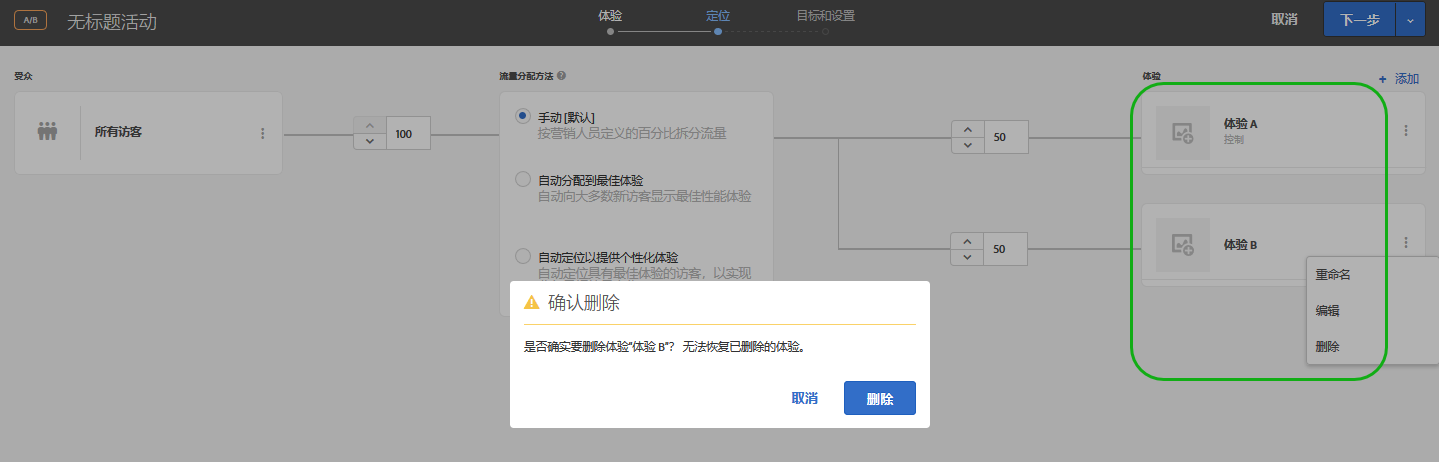 A/B
无标题活动
体验
定位
目标和设置
取消
下一步
受众
流量分配方法
体验
+ 添加
所有访客
100
手动 [默认]
按营销人员定义的百分比拆分流量
自动分配到最佳体验
自动向大多数新访客显示最佳性能体验
自动定位以提供个性化体验
自动定位具有最佳体验的访客，以实现
50
体验 A
控制
50
体验 B
重命名
编辑
删除
确认删除
是否确实要删除体验“体验 B”？ 无法恢复已删除的体验。
取消
删除